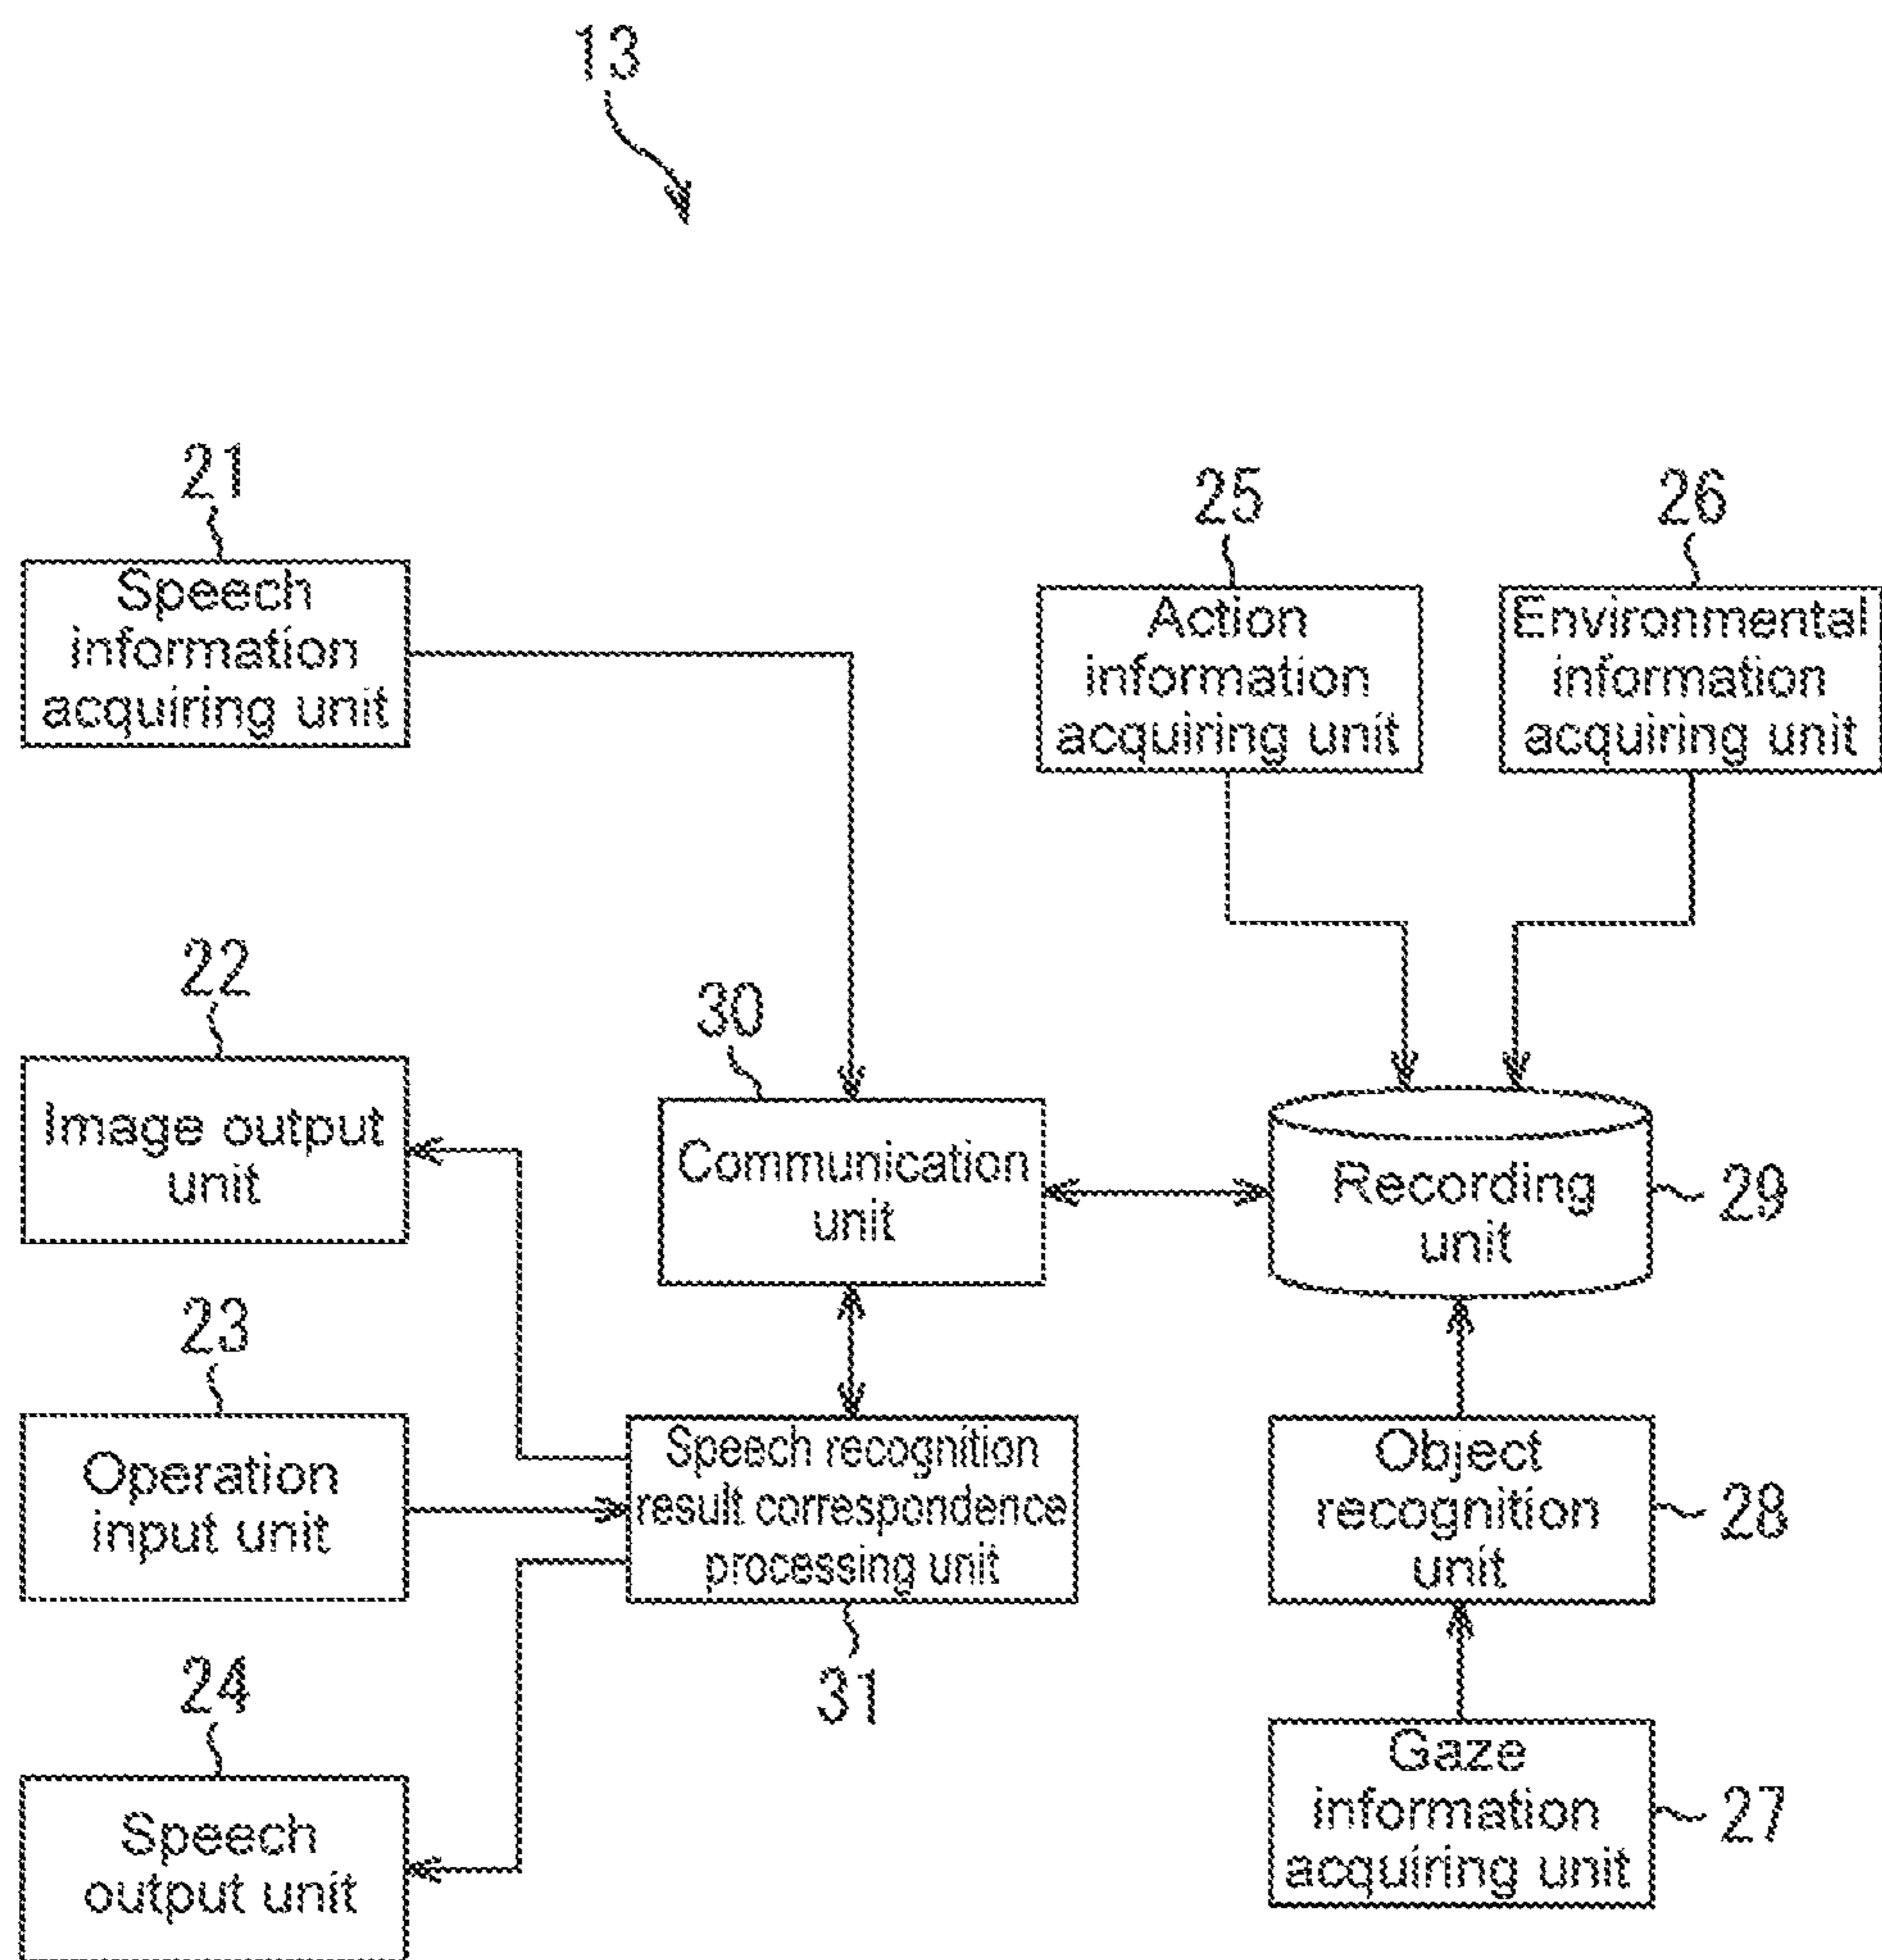 13
21
Speech
information
acquiring unit
25
Action
information
acquiring unit
26
Environmental
information
acquiring unit
22
Image output
unit
30
Communication
unit
Recording
unit
29
23
Operation
input unit
Speech recognition
result correspondence
processing unit
31
Object
recognition
unit
28
24
Speech
output unit
Gaze
information
acquiring unit
27